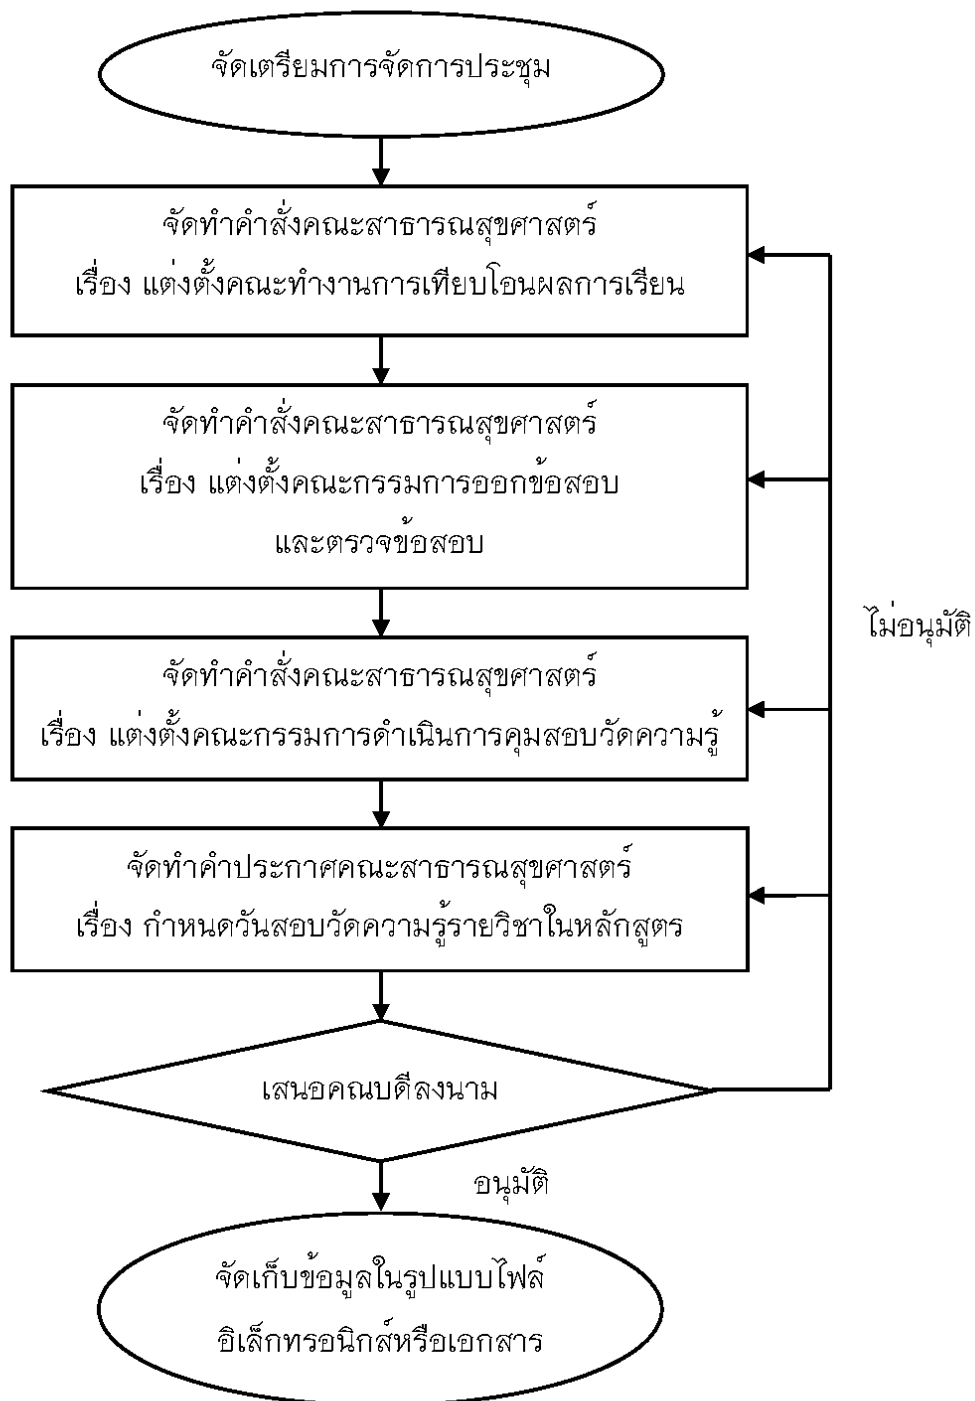 จัดเตรียมการจัดการประชุม
จัดทำคำสั่งคณะสาธารณสุขศาสตร์
เรื่อง แต่งตั้งคณะทำงานการเทียบโอนผลการเรียน
จัดทำคำสั่งคณะสาธารณสุขศาสตร์
เรื่อง แต่งตั้งคณะกรรมการออกข้อสอบ
และตรวจข้อสอบ
ไม่อนุมัติ
จัดทำคำสั่งคณะสาธารณสุขศาสตร์
เรื่อง แต่งตั้งคณะกรรมการดำเนินการคุมสอบวัดความรู้
จัดทำคำประกาศคณะสาธารณสุขศาสตร์
เรื่อง กำหนดวันสอบวัดความรู้รายวิชาในหลักสูตร
เสนอคณบดีลงนาม
อนุมัติ
จัดเก็บข้อมูลในรูปแบบไฟล์
อิเล็กทรอนิกส์หรือเอกสาร